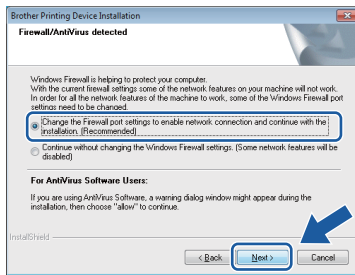 Brother Printing Device Installation
Firewall/AntiVirus detected
Windows Firewall is helping to protect your computer.
With the current firewall settings some of the network features on your machine will not work.
In order for all the network features of the machine to work, some of the Windows Firewall port
settings need to be changed.
Change the Firewall port settings to enable network connection and continue with the
installation. (Recommended)
Continue without changing the Windows Firewall settings. (Some network features will be
disabled)
For AntiVirus Software Users:
If you are using AntiVirus Software, a warning dialog window might appear during the
installation, then choose "allow" to continue.
InstallShield
< Back
Next >
Cancel